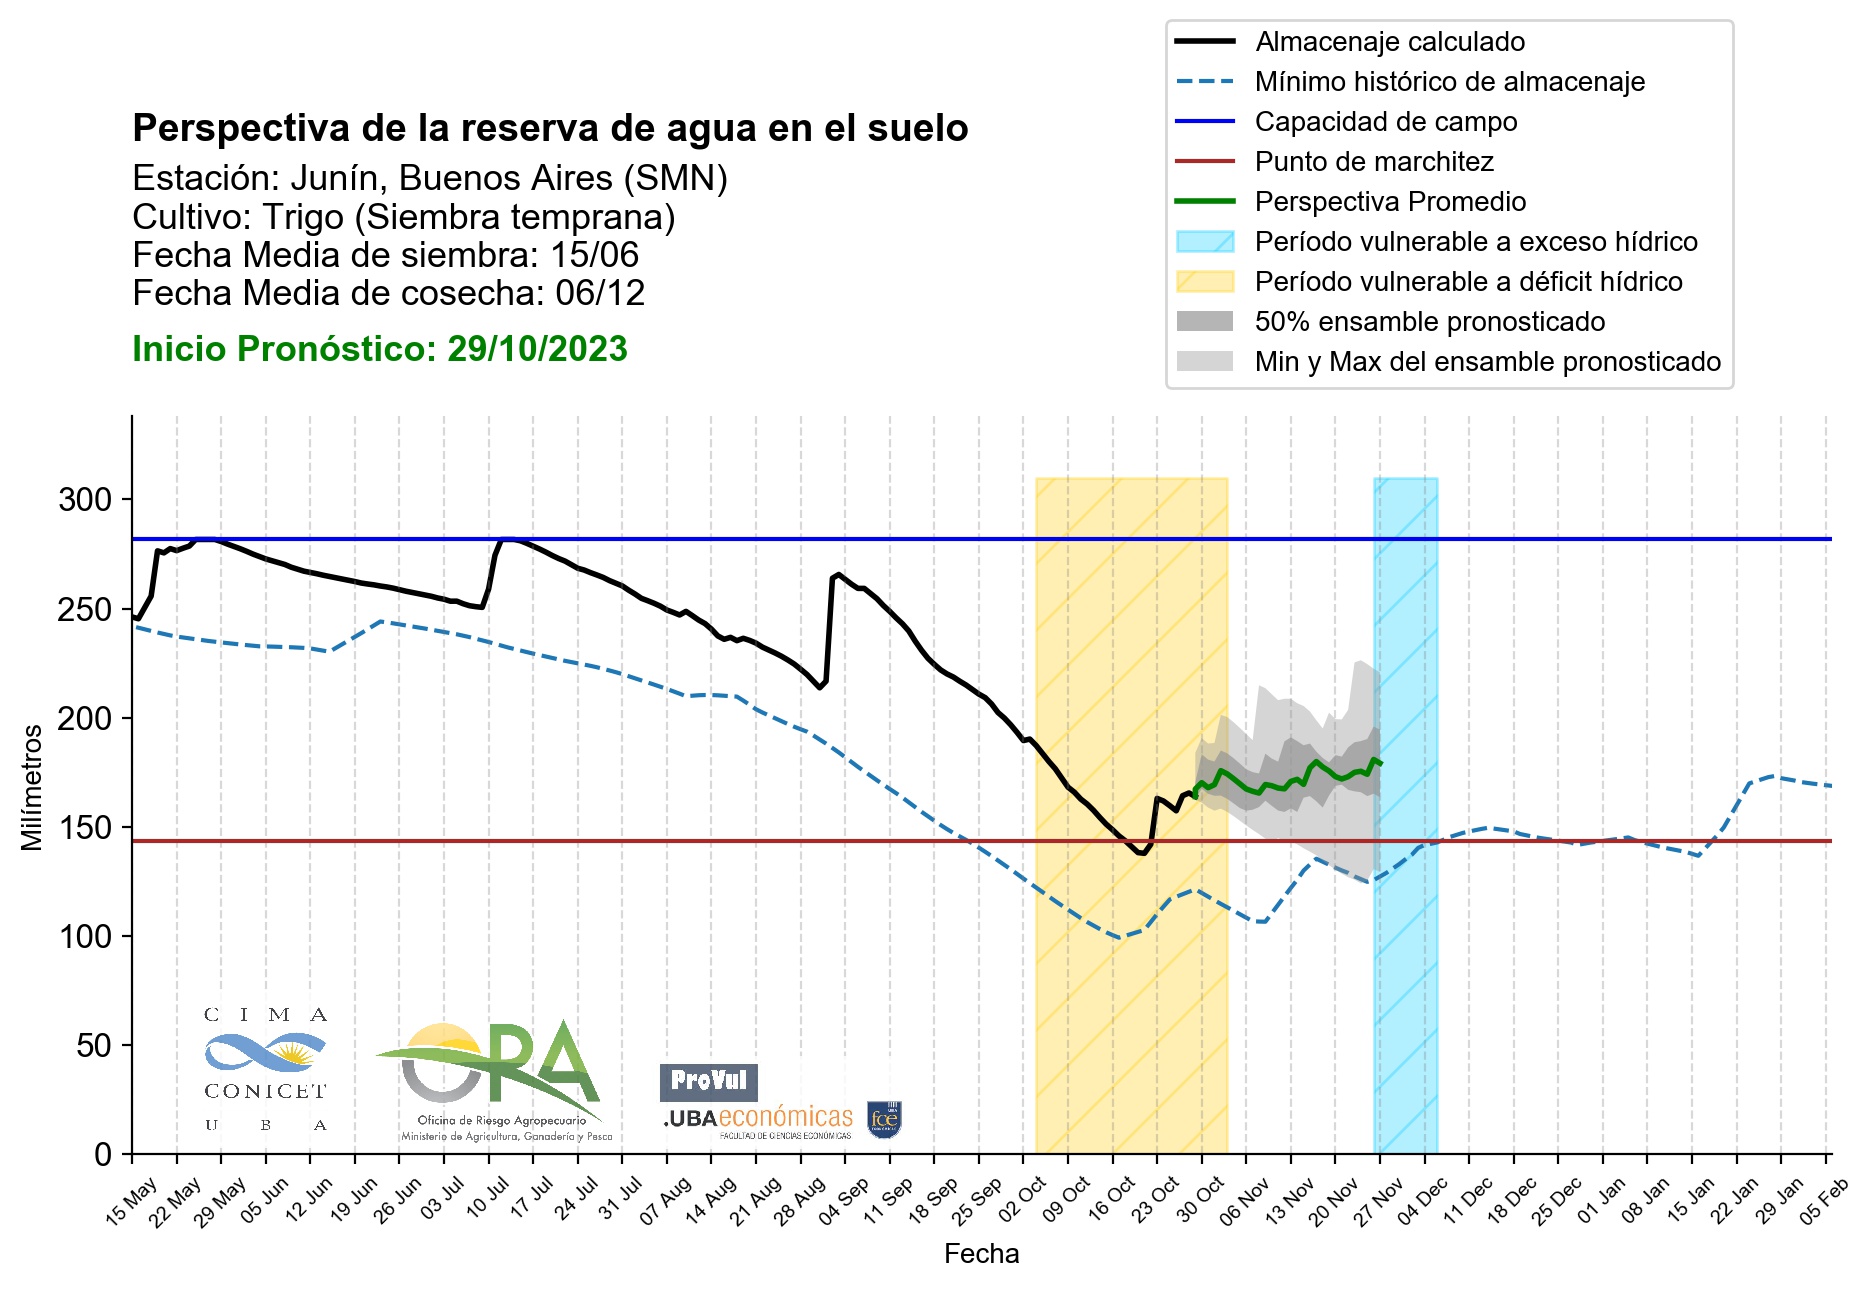 Almacenaje calculado
Mínimo histórico de almacenaje
Capacidad de campo
Punto de marchitez
Perspectiva Promedio
Período vulnerable a exceso hídrico
Período vulnerable a déficit hídrico
50% ensamble pronosticado
Min y Max del ensamble pronosticado
Perspectiva de la reserva de agua en el suelo
Estación: Junín, Buenos Aires (SMN)
Cultivo: Trigo (Siembra temprana)
Fecha Media de siembra: 15/06
Fecha Media de cosecha: 06/12
Inicio Pronóstico: 29/10/2023
Milímetros
300
250
200
150
100
50
0
C I M A
CONICET
U B A
ORA
Oficina de Riesgo Agropecuario
Ministerio de Agricultura, Ganadería y Pesca
ProVul
.UBAeconómicas
FACULTAD DE CIENCIAS ECONÓMICAS
fce
15 May
22 May
29 May
05 Jun
12 Jun
19 Jun
26 Jun
03 Jul
10 Jul
17 Jul
24 Jul
31 Jul
07 Aug
14 Aug
21 Aug
28 Aug
04 Sep
11 Sep
18 Sep
25 Sep
02 Oct
09 Oct
16 Oct
23 Oct
30 Oct
06 Nov
13 Nov
20 Nov
27 Nov
04 Dec
11 Dec
18 Dec
25 Dec
01 Jan
08 Jan
15 Jan
22 Jan
29 Jan
05 Feb
Fecha